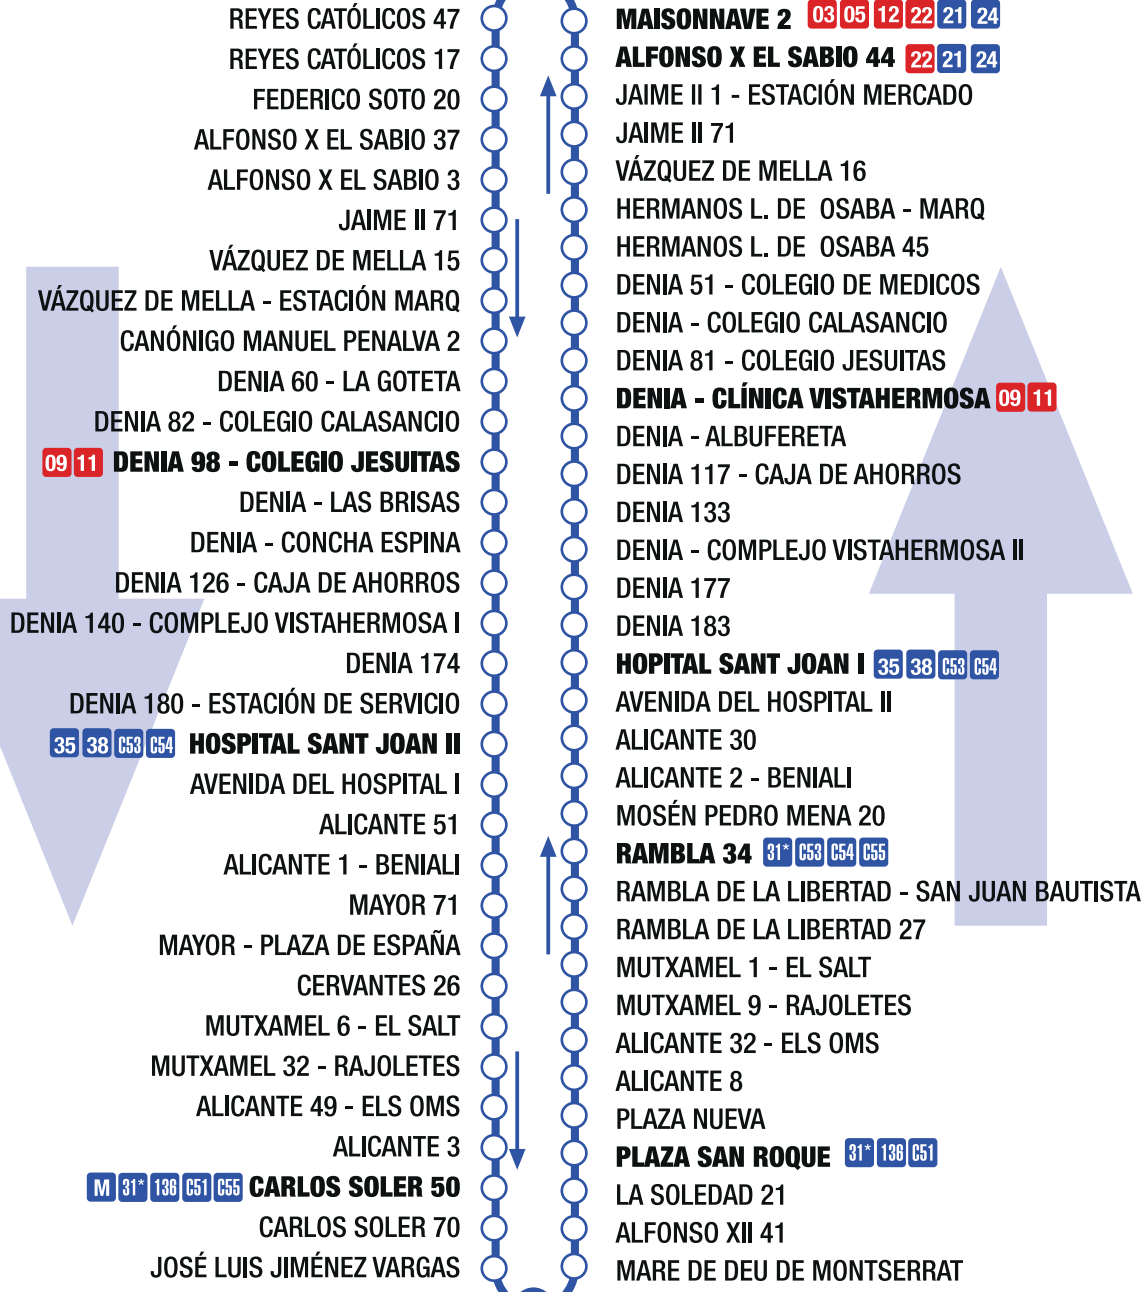 REYES CATÓLICOS 47
REYES CATÓLICOS 17
FEDERICO SOTO 20
ALFONSO X EL SABIO 37
ALFONSO X EL SABIO 3
JAIME II 71
VÁZQUEZ DE MELLA 15
VÁZQUEZ DE MELLA - ESTACIÓN MARQ
CANÓNIGO MANUEL PENALVA 2
DENIA 60 - LA GOTETA
DENIA 82 - COLEGIO CALASANCIO
09 11 DENIA 98 - COLEGIO JESUITAS
DENIA - LAS BRISAS
DENIA - CONCHA ESPINA
DENIA 126 - CAJA DE AHORROS
DENIA 140 - COMPLEJO VISTAHERMOSA I
DENIA 174
DENIA 180 - ESTACIÓN DE SERVICIO
35 38 C53 C54 HOSPITAL SANT JOAN II
AVENIDA DEL HOSPITAL I
ALICANTE 51
ALICANTE 1 - BENIALI
MAYOR 71
MAYOR - PLAZA DE ESPAÑA
CERVANTES 26
MUTXAMEL 6 - EL SALT
MUTXAMEL 32 - RAJOLETES
ALICANTE 49 - ELS OMS
ALICANTE 3
M 31* 136 C51 C55 CARLOS SOLER 50
CARLOS SOLER 70
JOSÉ LUIS JIMÉNEZ VARGAS
MAISONNAVE 2 03 05 12 22 21 24
ALFONSO X EL SABIO 44 22 21 24
JAIME II 1 - ESTACIÓN MERCADO
JAIME II 71
VÁZQUEZ DE MELLA 16
HERMANOS L. DE OSABA - MARQ
HERMANOS L. DE OSABA 45
DENIA 51 - COLEGIO DE MEDICOS
DENIA - COLEGIO CALASANCIO
DENIA 81 - COLEGIO JESUITAS
DENIA - CLÍNICA VISTAHERMOSA 09 11
DENIA - ALBUFERETA
DENIA 117 - CAJA DE AHORROS
DENIA 133
DENIA - COMPLEJO VISTAHERMOSA II
DENIA 177
DENIA 183
HOPITAL SANT JOAN I 35 38 C53 C54
AVENIDA DEL HOSPITAL II
ALICANTE 30
ALICANTE 2 - BENIALI
MOSÉN PEDRO MENA 20
RAMBLA 34 31* C53 C54 C55
RAMBLA DE LA LIBERTAD - SAN JUAN BAUTISTA
RAMBLA DE LA LIBERTAD 27
MUTXAMEL 1 - EL SALT
MUTXAMEL 9 - RAJOLETES
ALICANTE 32 - ELS OMS
ALICANTE 8
PLAZA NUEVA
PLAZA SAN ROQUE 31* 136 C51
LA SOLEDAD 21
ALFONSO XII 41
MARE DE DEU DE MONTSERRAT